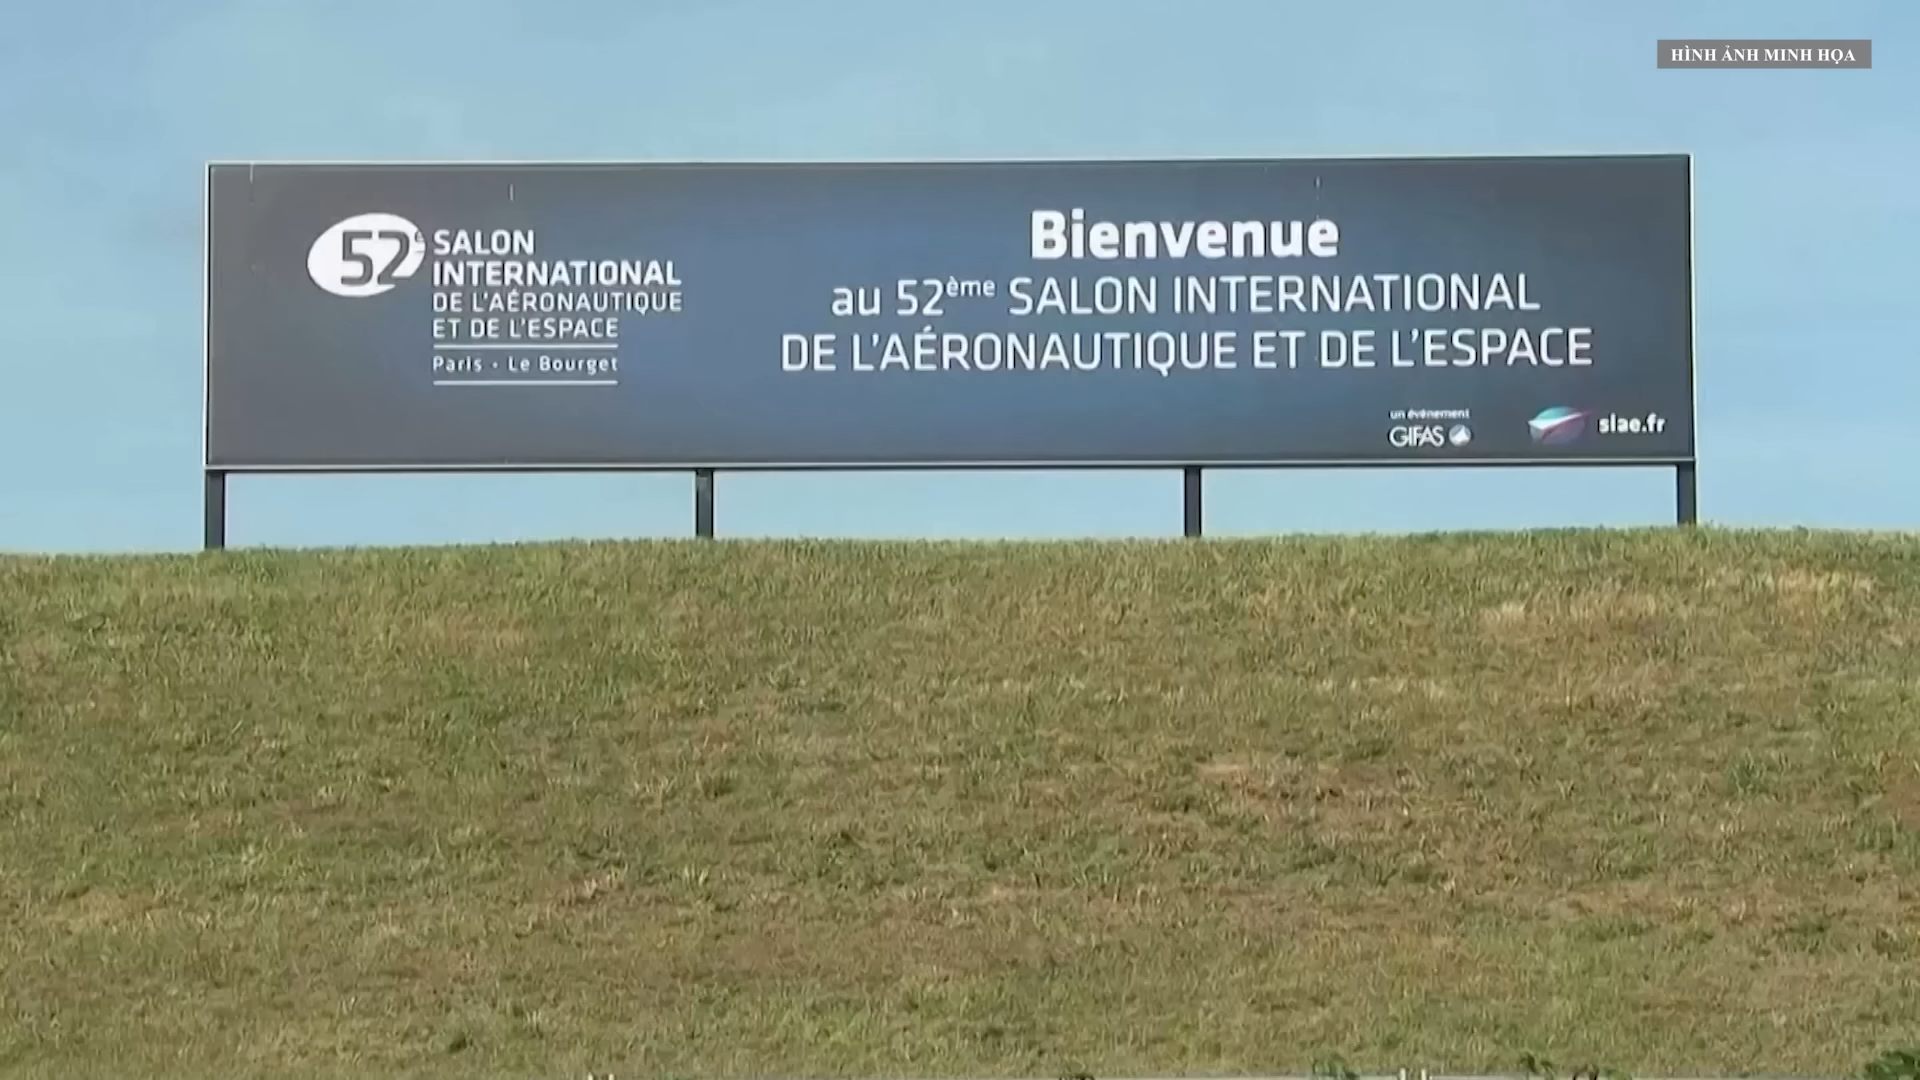 HÌNH ẢNH MINH HỌA
52e SALON
INTERNATIONAL
DE L'AÉRONAUTIQUE
ET DE L'ESPACE
Paris • Le Bourget
Bienvenue
au 52ème SALON INTERNATIONAL
DE L'AÉRONAUTIQUE ET DE L'ESPACE
un événement
GIFAS
siae.fr